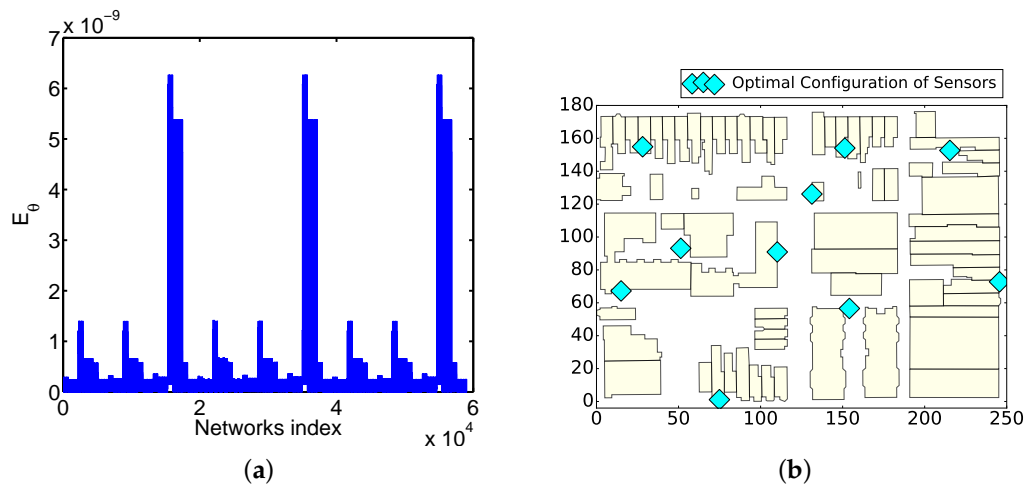 7 x 10^-9
6
5
4
3
2
1
0
E_θ
0 2 4 6
Networks index
x 10^4
(a)
Optimal Configuration of Sensors
180
160
140
120
100
80
60
40
20
0
0 50 100 150 200 250
(b)